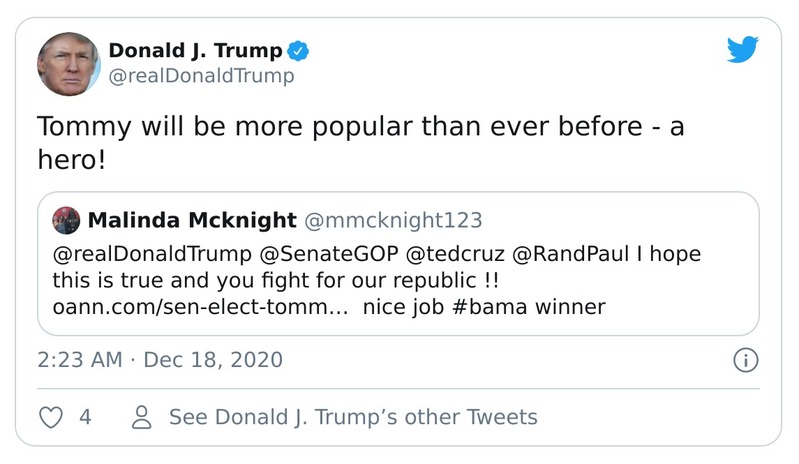 Donald J. Trump
@realDonaldTrump
Tommy will be more popular than ever before - a
hero!
Malinda Mcknight @mmcknight123
@realDonaldTrump @SenateGOP @tedcruz @RandPaul I hope
this is true and you fight for our republic !!
oann.com/sen-elect-tomm… nice job #bama winner
2:23 AM · Dec 18, 2020
4 See Donald J. Trump’s other Tweets